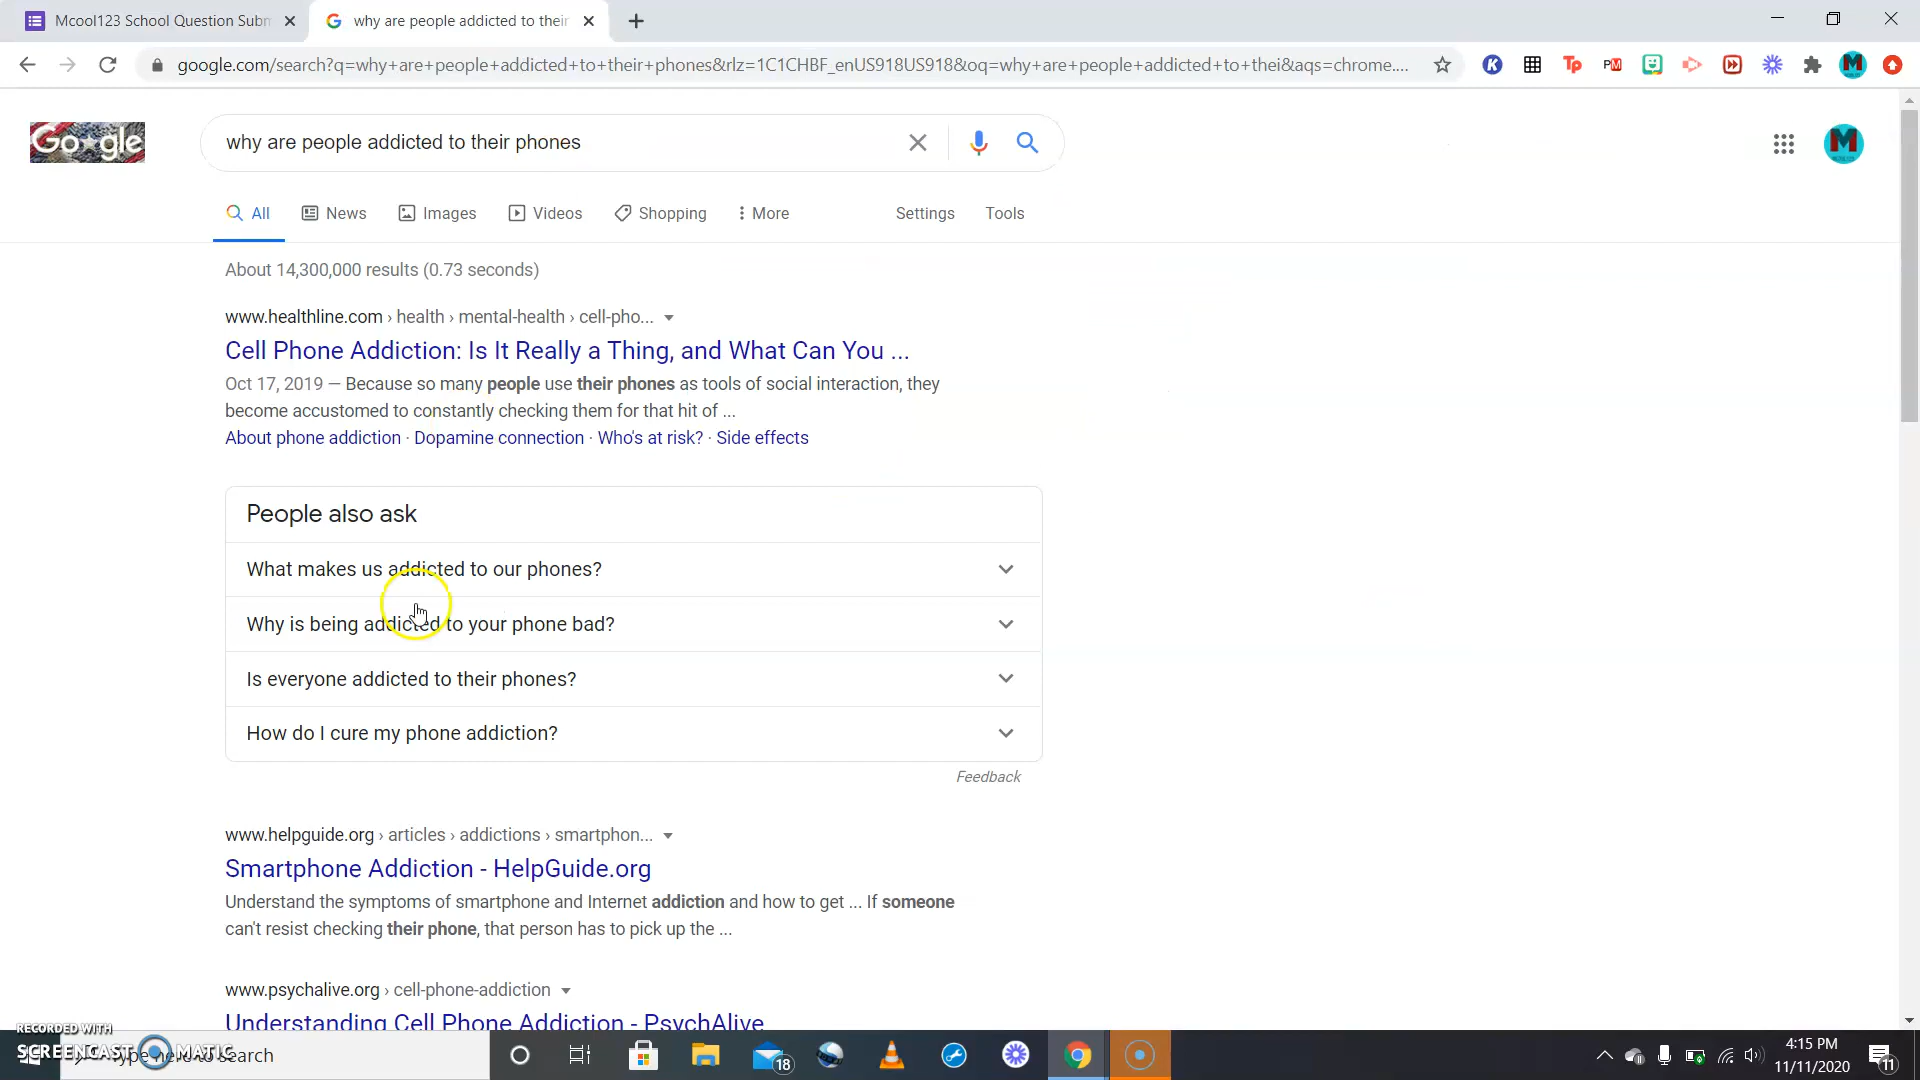 Mcool123 School Question Subm
why are people addicted to their
google.com/search?q=why+are+people+addicted+to+their+phones&rlz=1C1CHBF_enUS918US918&oq=why+are+people+addicted+to+thei&aqs=chrome....
K
Tp
PM
M
Google
why are people addicted to their phones
M
All
News
Images
Videos
Shopping
More
Settings
Tools
About 14,300,000 results (0.73 seconds)
www.healthline.com › health › mental-health › cell-pho...
Cell Phone Addiction: Is It Really a Thing, and What Can You ...
Oct 17, 2019 — Because so many people use their phones as tools of social interaction, they
become accustomed to constantly checking them for that hit of ...
About phone addiction · Dopamine connection · Who's at risk? · Side effects
People also ask
What makes us addicted to our phones?
Why is being addicted to your phone bad?
Is everyone addicted to their phones?
How do I cure my phone addiction?
Feedback
www.helpguide.org › articles › addictions › smartphon...
Smartphone Addiction - HelpGuide.org
Understand the symptoms of smartphone and Internet addiction and how to get ... If someone
can't resist checking their phone, that person has to pick up the ...
www.psychalive.org › cell-phone-addiction
Understanding Cell Phone Addiction - PsychAlive
RECORDED WITH
SCREENCAST MATIC
Type here to search
18
4:15 PM
11/11/2020
11